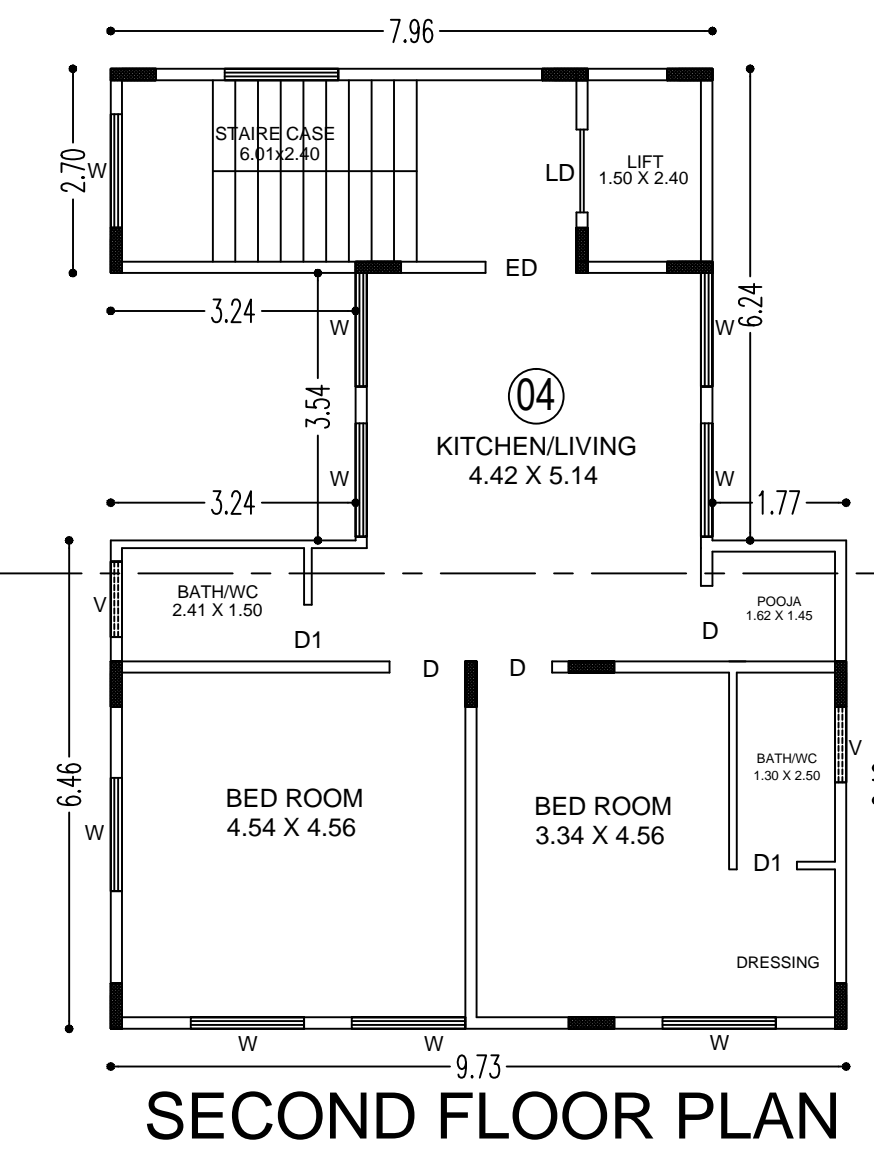 7.96
STAIRE CASE
6.01x2.40
LIFT
1.50 X 2.40
LD
W
2.70
ED
3.24
W
W
6.24
3.54
04
KITCHEN/LIVING
4.42 X 5.14
W
W
3.24
1.77
BATH/WC
2.41 X 1.50
V
D1
POOJA
1.62 X 1.45
D
D
D
6.46
BED ROOM
4.54 X 4.56
W
BED ROOM
3.34 X 4.56
BATH/WC
1.30 X 2.50
V
D1
DRESSING
W
W
W
9.73
SECOND FLOOR PLAN